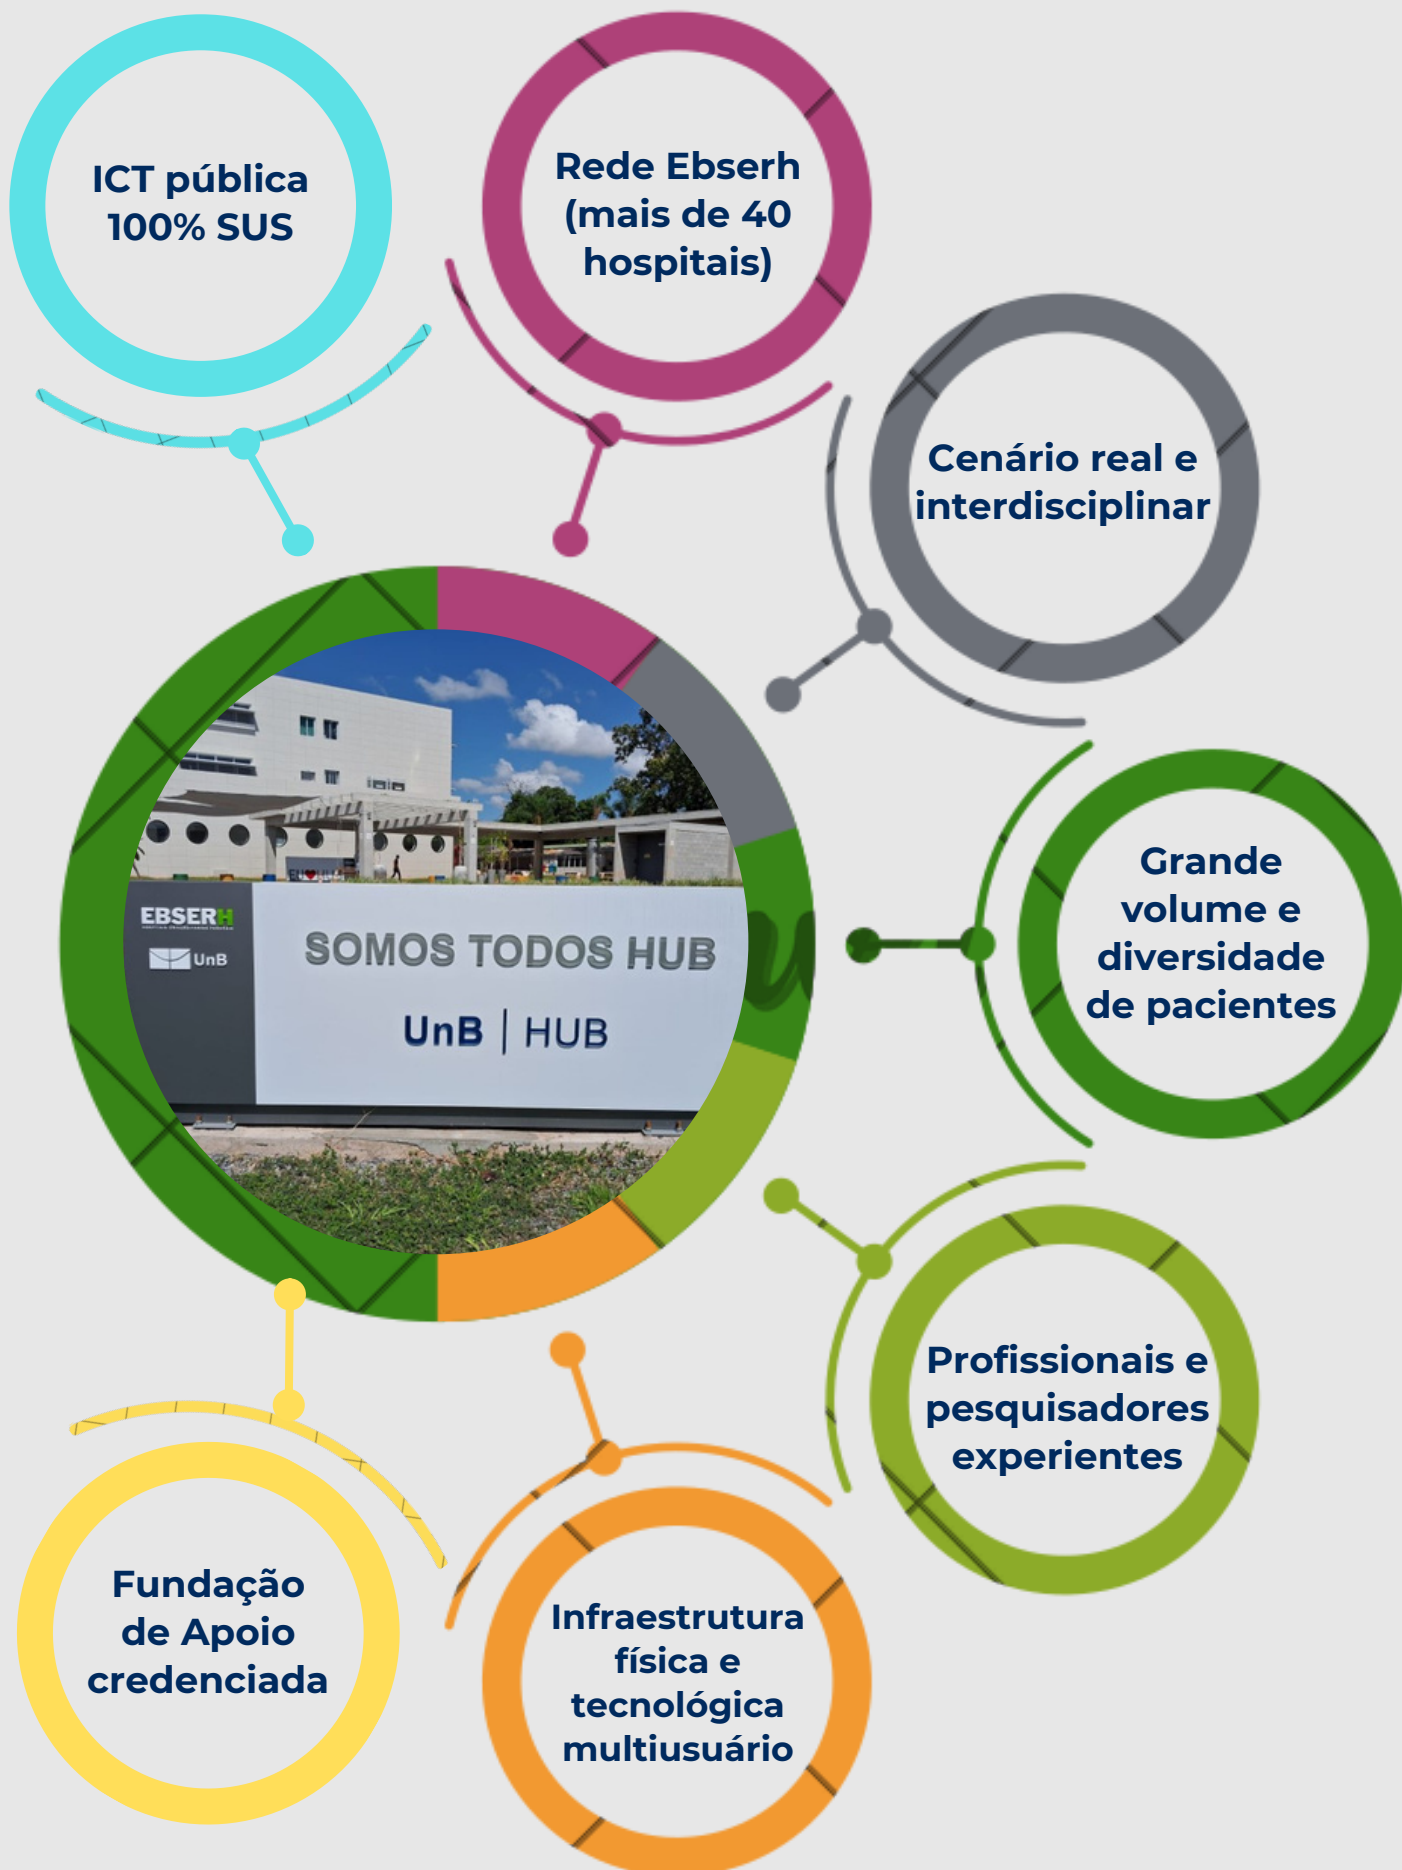 ICT pública
100% SUS
Rede Ebserh
(mais de 40
hospitais)
Cenário real e
interdisciplinar
Grande
volume e
diversidade
de pacientes
Profissionais e
pesquisadores
experientes
Infraestrutura
física e
tecnológica
multiusuário
Fundação
de Apoio
credenciada
EBSERH
UnB
SOMOS TODOS HUB
UnB | HUB